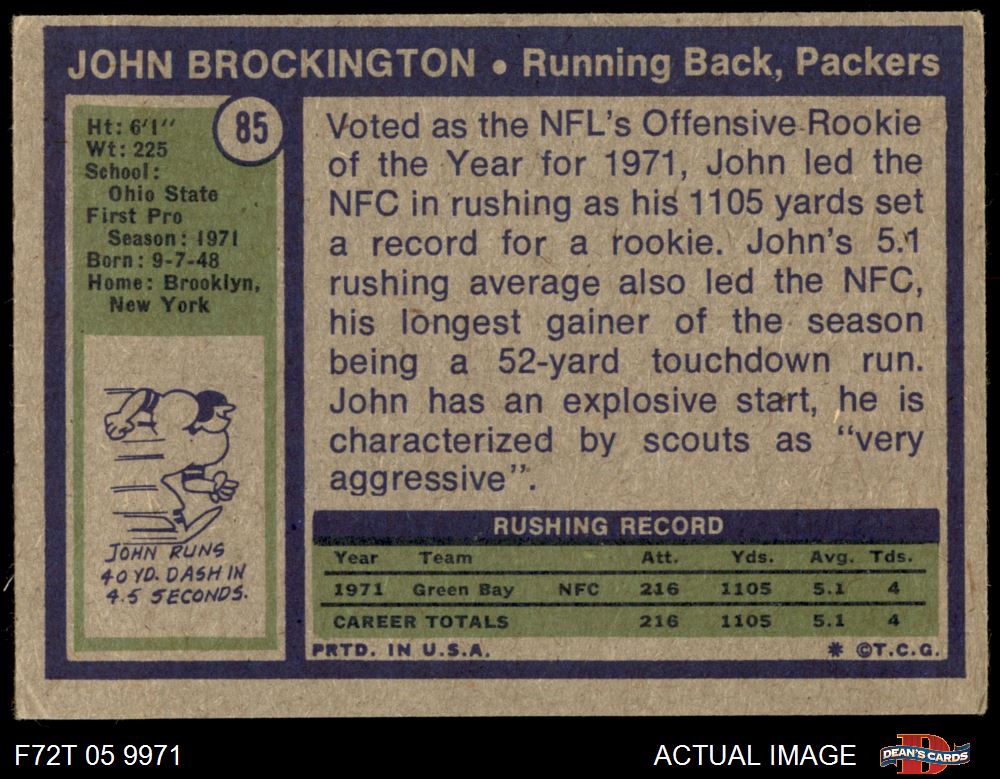 JOHN BROCKINGTON • Running Back, Packers
85
Ht: 6'1''
Wt: 225
School:
Ohio State
First Pro
Season: 1971
Born: 9-7-48
Home: Brooklyn,
New York
JOHN RUNS
40 YD. DASH IN
4.5 SECONDS.
Voted as the NFL's Offensive Rookie
of the Year for 1971, John led the
NFC in rushing as his 1105 yards set
a record for a rookie. John's 5.1
rushing average also led the NFC,
his longest gainer of the season
being a 52-yard touchdown run.
John has an explosive start, he is
characterized by scouts as “very
aggressive”.
RUSHING RECORD
Year Team Att. Yds. Avg. Tds.
1971 Green Bay NFC 216 1105 5.1 4
CAREER TOTALS 216 1105 5.1 4
PRTD. IN U.S.A. * ©T.C.G.
F72T 05 9971 ACTUAL IMAGE DEAN'S CARDS